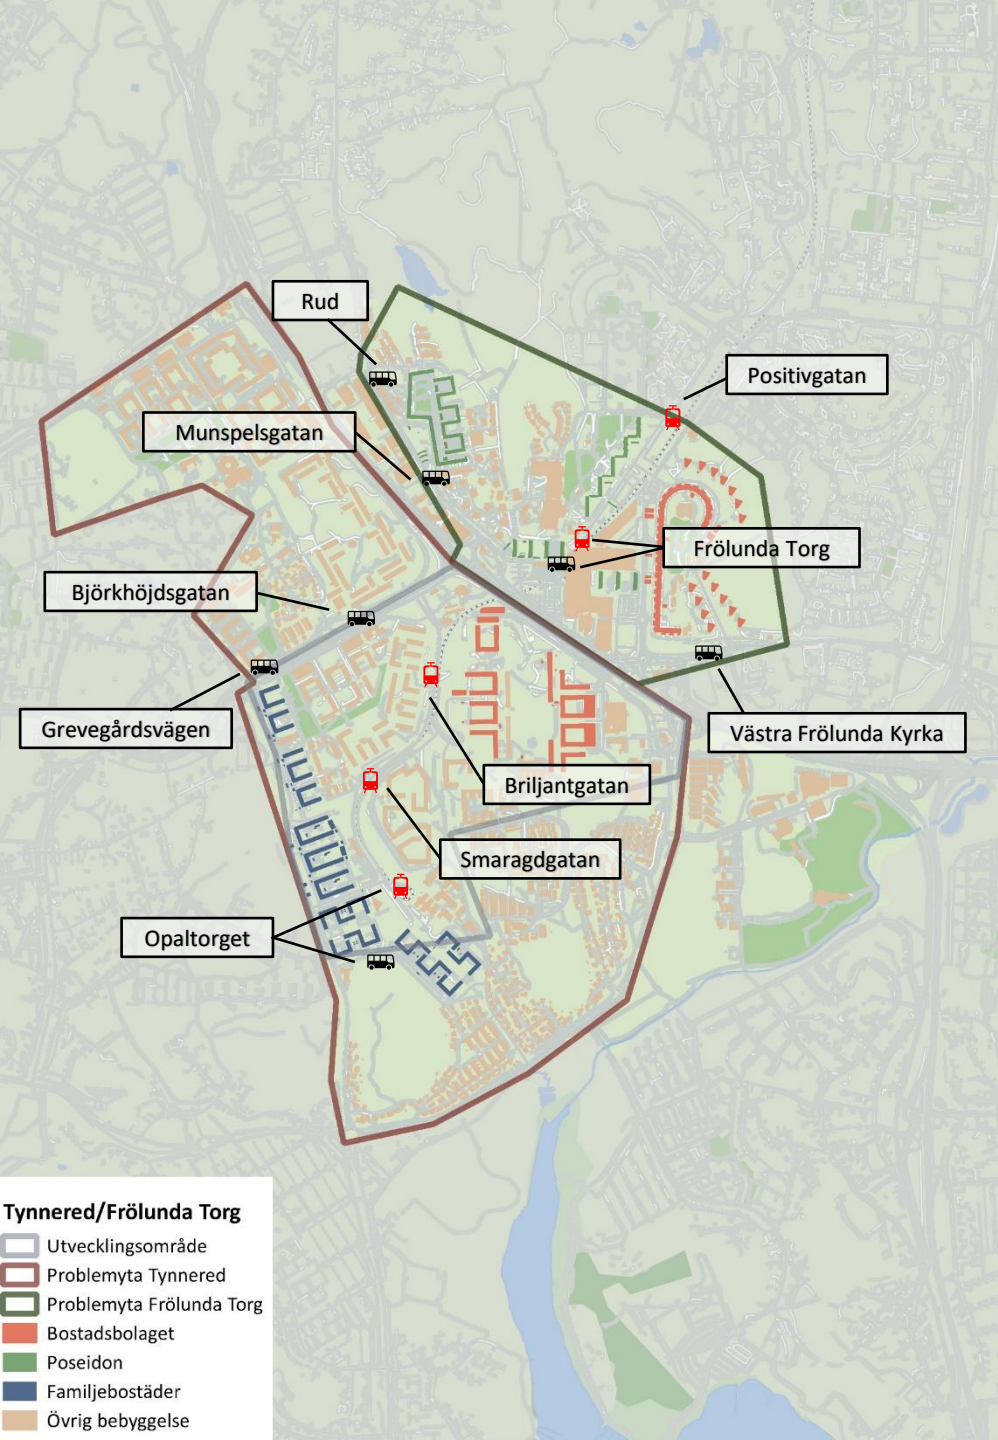 Rud
Positivgatan
Munspelsgatan
Frölunda Torg
Björkhöjdsgatan
Grevegårdsvägen
Västra Frölunda Kyrka
Briljantgatan
Smaragdgatan
Opaltorget
Tynnered/Frölunda Torg
Utvecklingsområde
Problemyta Tynnered
Problemyta Frölunda Torg
Bostadsbolaget
Poseidon
Familjebostäder
Övrig bebyggelse